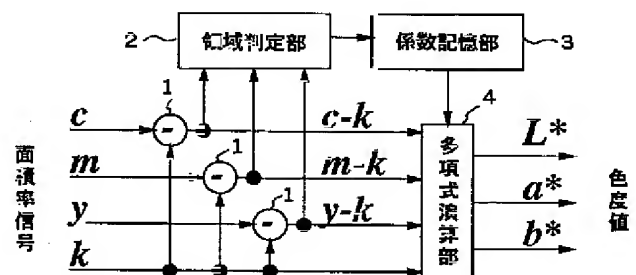 2
領域判定部
係数記憶部
3
1
4
c
c-k
L*
面積率信号
m
1
m-k
多項式演算部
a*
色度値
y
1
y-k
b*
k